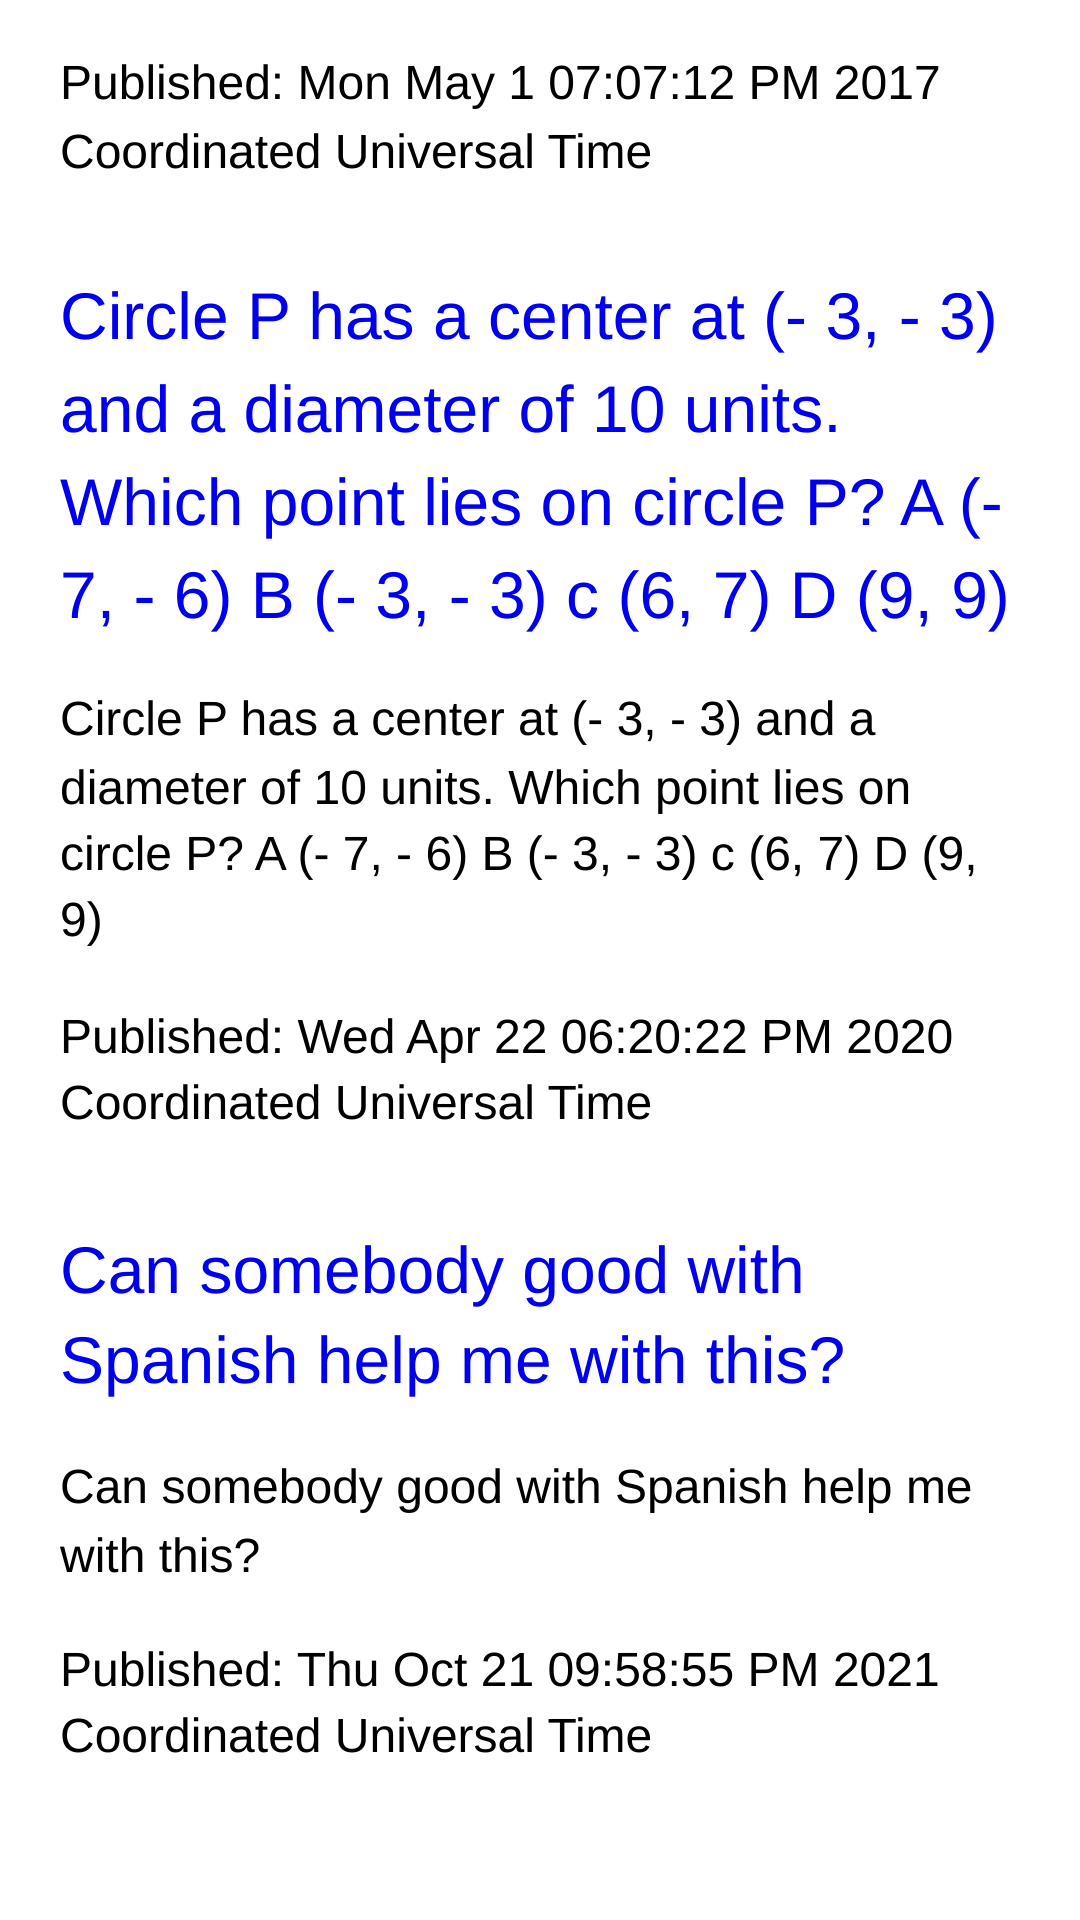 Published: Mon May 1 07:07:12 PM 2017
Coordinated Universal Time
Circle P has a center at (- 3, - 3)
and a diameter of 10 units.
Which point lies on circle P? A (-
7, - 6) B (- 3, - 3) c (6, 7) D (9, 9)
Circle P has a center at (- 3, - 3) and a
diameter of 10 units. Which point lies on
circle P? A (- 7, - 6) B (- 3, - 3) c (6, 7) D (9,
9)
Published: Wed Apr 22 06:20:22 PM 2020
Coordinated Universal Time
Can somebody good with
Spanish help me with this?
Can somebody good with Spanish help me
with this?
Published: Thu Oct 21 09:58:55 PM 2021
Coordinated Universal Time